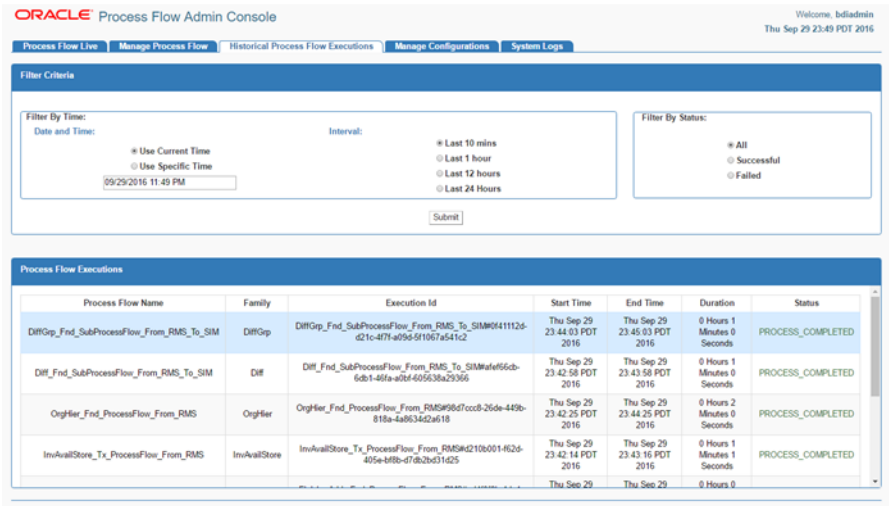 ORACLE Process Flow Admin Console
Welcome, bdiadmin
Thu Sep 29 23:49 PDT 2016
Process Flow Live
Manage Process Flow
Historical Process Flow Executions
Manage Configurations
System Logs
Filter Criteria
Filter By Time:
Date and Time:
Interval:
Use Current Time
Use Specific Time
09/29/2016 11:49 PM
Last 10 mins
Last 1 hour
Last 12 hours
Last 24 Hours
Filter By Status:
All
Successful
Failed
Submit
Process Flow Executions
Process Flow Name Family Execution Id Start Time End Time Duration Status
DiffGrp_Fnd_SubProcessFlow_From_RMS_To_SIM
DiffGrp
DiffGrp_Fnd_SubProcessFlow_From_RMS_To_SIM#0f41112d-
d21c-4f7f-a09d-5f1067a541c2
Thu Sep 29
23:44:03 PDT
2016
Thu Sep 29
23:45:03 PDT
2016
0 Hours 1
Minutes 0
Seconds
PROCESS_COMPLETED
Diff_Fnd_SubProcessFlow_From_RMS_To_SIM
Diff
Diff_Fnd_SubProcessFlow_From_RMS_To_SIM#afef66cb-
6db1-46fa-a0bf-605638a29366
Thu Sep 29
23:42:58 PDT
2016
Thu Sep 29
23:43:58 PDT
2016
0 Hours 1
Minutes 0
Seconds
PROCESS_COMPLETED
OrgHier_Fnd_ProcessFlow_From_RMS
OrgHier
OrgHier_Fnd_ProcessFlow_From_RMS#98d7ccc8-26de-449b-
818a-4a8634d2a618
Thu Sep 29
23:42:25 PDT
2016
Thu Sep 29
23:44:25 PDT
2016
0 Hours 2
Minutes 0
Seconds
PROCESS_COMPLETED
InvAvailStore_Tx_ProcessFlow_From_RMS
InvAvailStore
InvAvailStore_Tx_ProcessFlow_From_RMS#d210b001-f62d-
405e-bf8b-d7db2bd31d25
Thu Sep 29
23:42:14 PDT
2016
Thu Sep 29
23:43:16 PDT
2016
0 Hours 1
Minutes 1
Seconds
PROCESS_COMPLETED
Thu Sep 29
Thu Sep 29
0 Hours 0